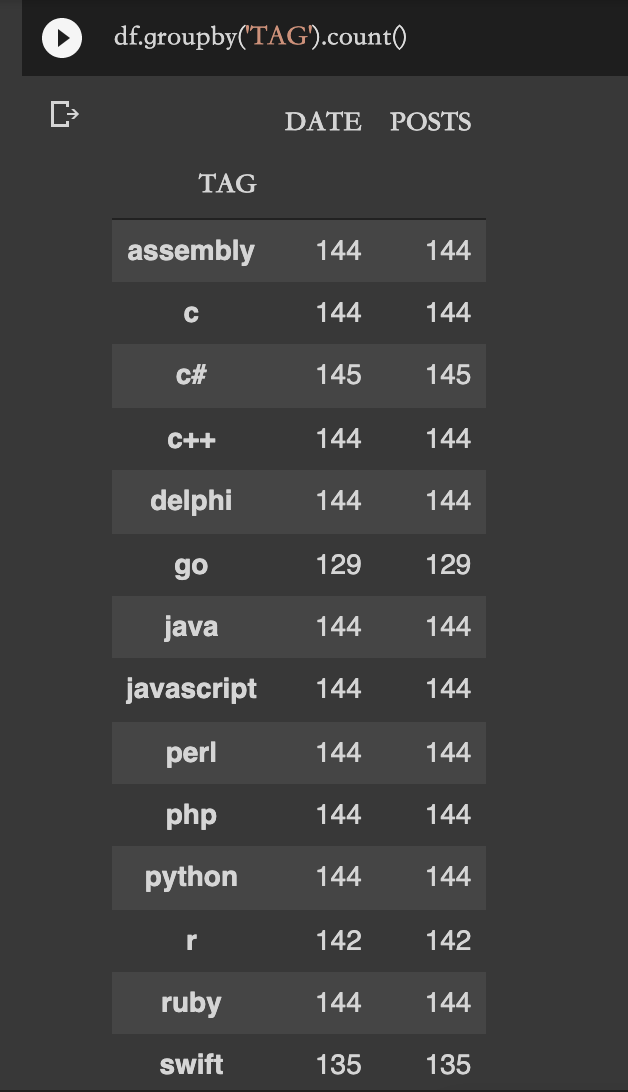 df.groupby('TAG').count()
DATE POSTS
TAG
assembly 144 144
c 144 144
c# 145 145
c++ 144 144
delphi 144 144
go 129 129
java 144 144
javascript 144 144
perl 144 144
php 144 144
python 144 144
r 142 142
ruby 144 144
swift 135 135